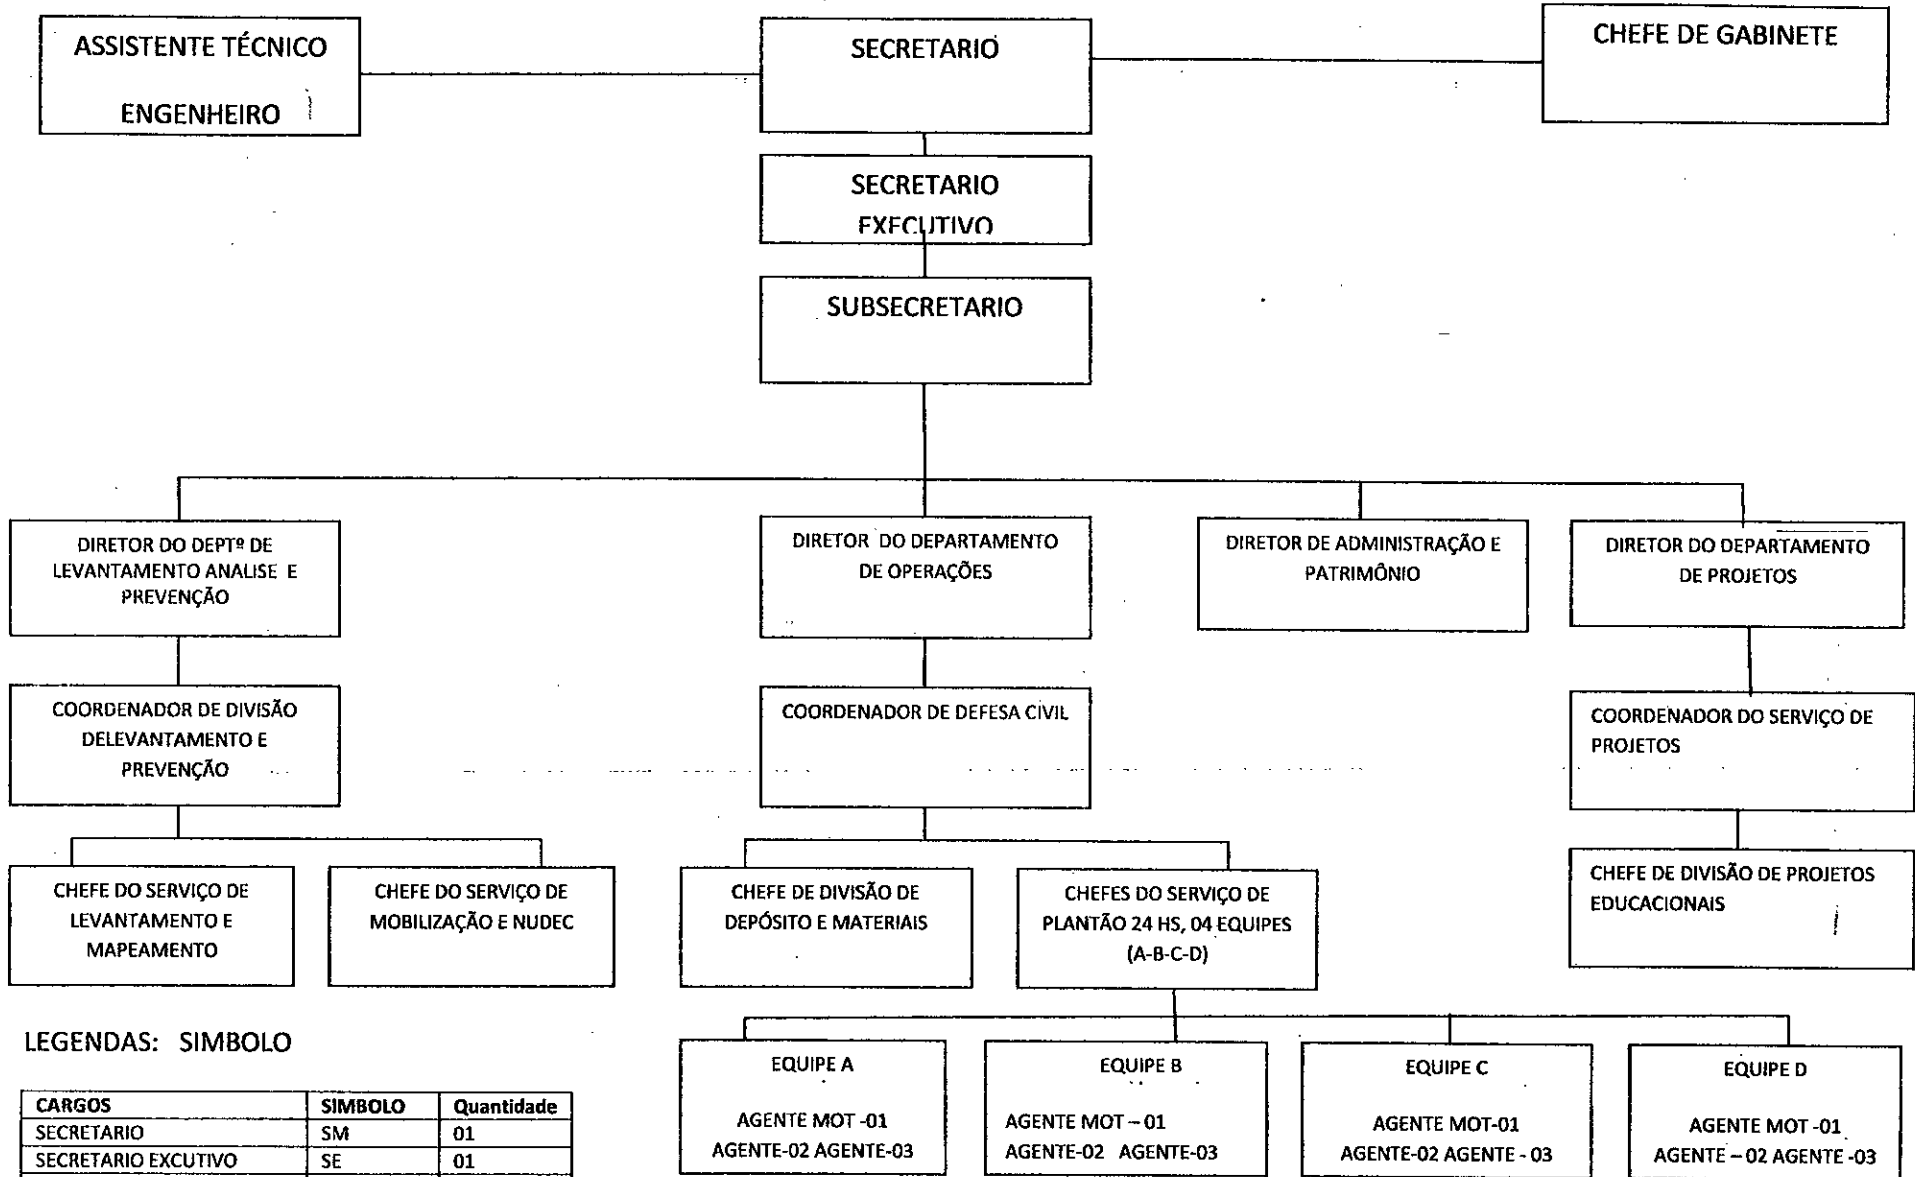 ASSISTENTE TÉCNICO
ENGENHEIRO
SECRETARIO
CHEFE DE GABINETE
SECRETARIO
EXECUTIVO
SUBSECRETARIO
DIRETOR DO DEPTº DE
LEVANTAMENTO ANALISE E
PREVENÇÃO
DIRETOR DO DEPARTAMENTO
DE OPERAÇÕES
DIRETOR DE ADMINISTRAÇÃO E
PATRIMÔNIO
DIRETOR DO DEPARTAMENTO
DE PROJETOS
COORDENADOR DE DIVISÃO
DELEVANTAMENTO E
PREVENÇÃO
COORDENADOR DE DEFESA CIVIL
COORDENADOR DO SERVIÇO DE
PROJETOS
CHEFE DO SERVIÇO DE
LEVANTAMENTO E
MAPEAMENTO
CHEFE DO SERVIÇO DE
MOBILIZAÇÃO E NUDEC
CHEFE DE DIVISÃO DE
DEPÓSITO E MATERIAIS
CHEFES DO SERVIÇO DE
PLANTÃO 24 HS, 04 EQUIPES
(A-B-C-D)
CHEFE DE DIVISÃO DE PROJETOS
EDUCACIONAIS
EQUIPE A
AGENTE MOT -01
AGENTE-02 AGENTE-03
EQUIPE B
AGENTE MOT – 01
AGENTE-02 AGENTE-03
EQUIPE C
AGENTE MOT-01
AGENTE-02 AGENTE - 03
EQUIPE D
AGENTE MOT -01
AGENTE – 02 AGENTE -03
LEGENDAS: SIMBOLO
CARGOS SIMBOLO Quantidade
SECRETARIO SM 01
SECRETARIO EXCUTIVO SE 01